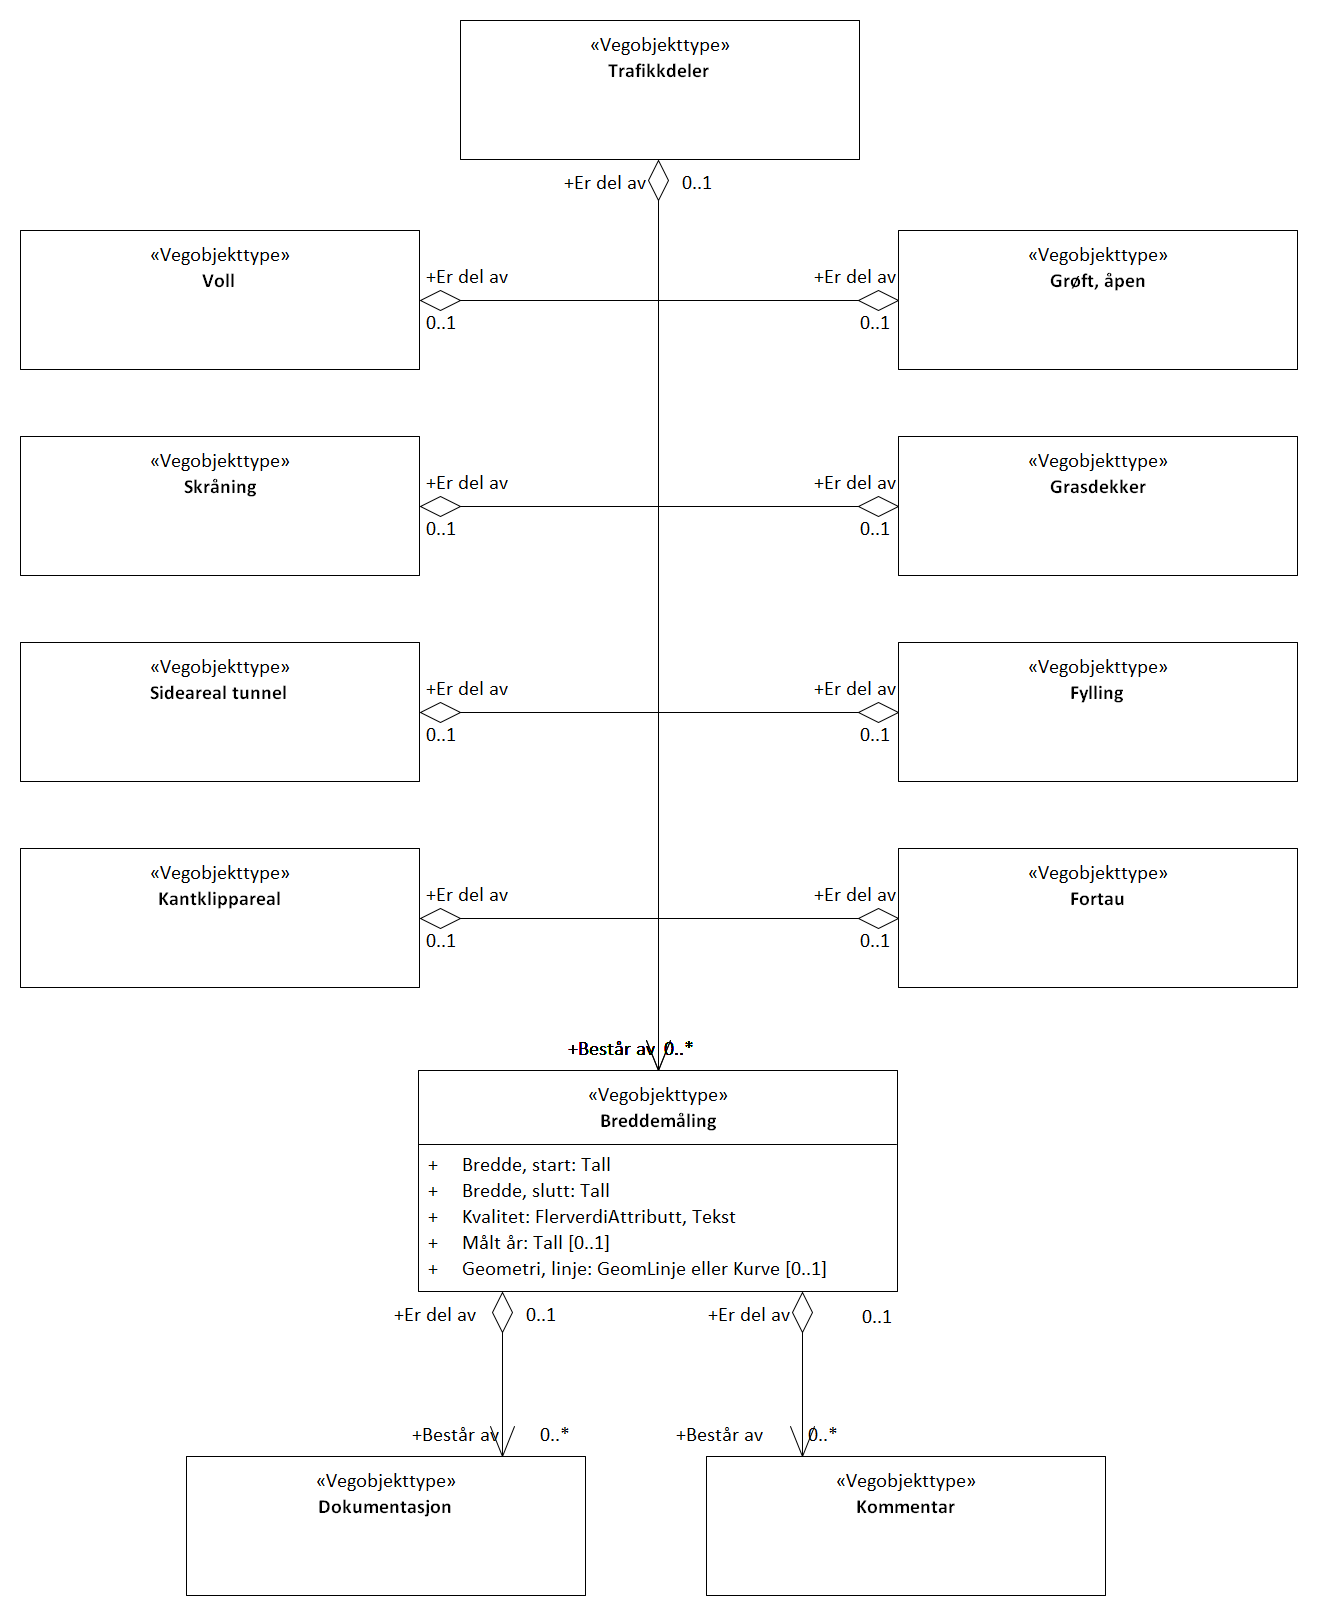 «Vegobjekttype»
Trafikkdeler
+Er del av 0..1
«Vegobjekttype»
Voll
+Er del av
0..1
«Vegobjekttype»
Grøft, åpen
+Er del av
0..1
«Vegobjekttype»
Skråning
+Er del av
0..1
«Vegobjekttype»
Grasdekker
+Er del av
0..1
«Vegobjekttype»
Sideareal tunnel
+Er del av
0..1
«Vegobjekttype»
Fylling
+Er del av
0..1
«Vegobjekttype»
Kantklippareal
+Er del av
0..1
«Vegobjekttype»
Fortau
+Er del av
0..1
+Består av 0..*
«Vegobjekttype»
Breddemåling
+ Bredde, start: Tall
+ Bredde, slutt: Tall
+ Kvalitet: FlerverdiAttributt, Tekst
+ Målt år: Tall [0..1]
+ Geometri, linje: GeomLinje eller Kurve [0..1]
+Er del av 0..1
+Er del av 0..1
+Består av 0..*
+Består av 0..*
«Vegobjekttype»
Dokumentasjon
«Vegobjekttype»
Kommentar